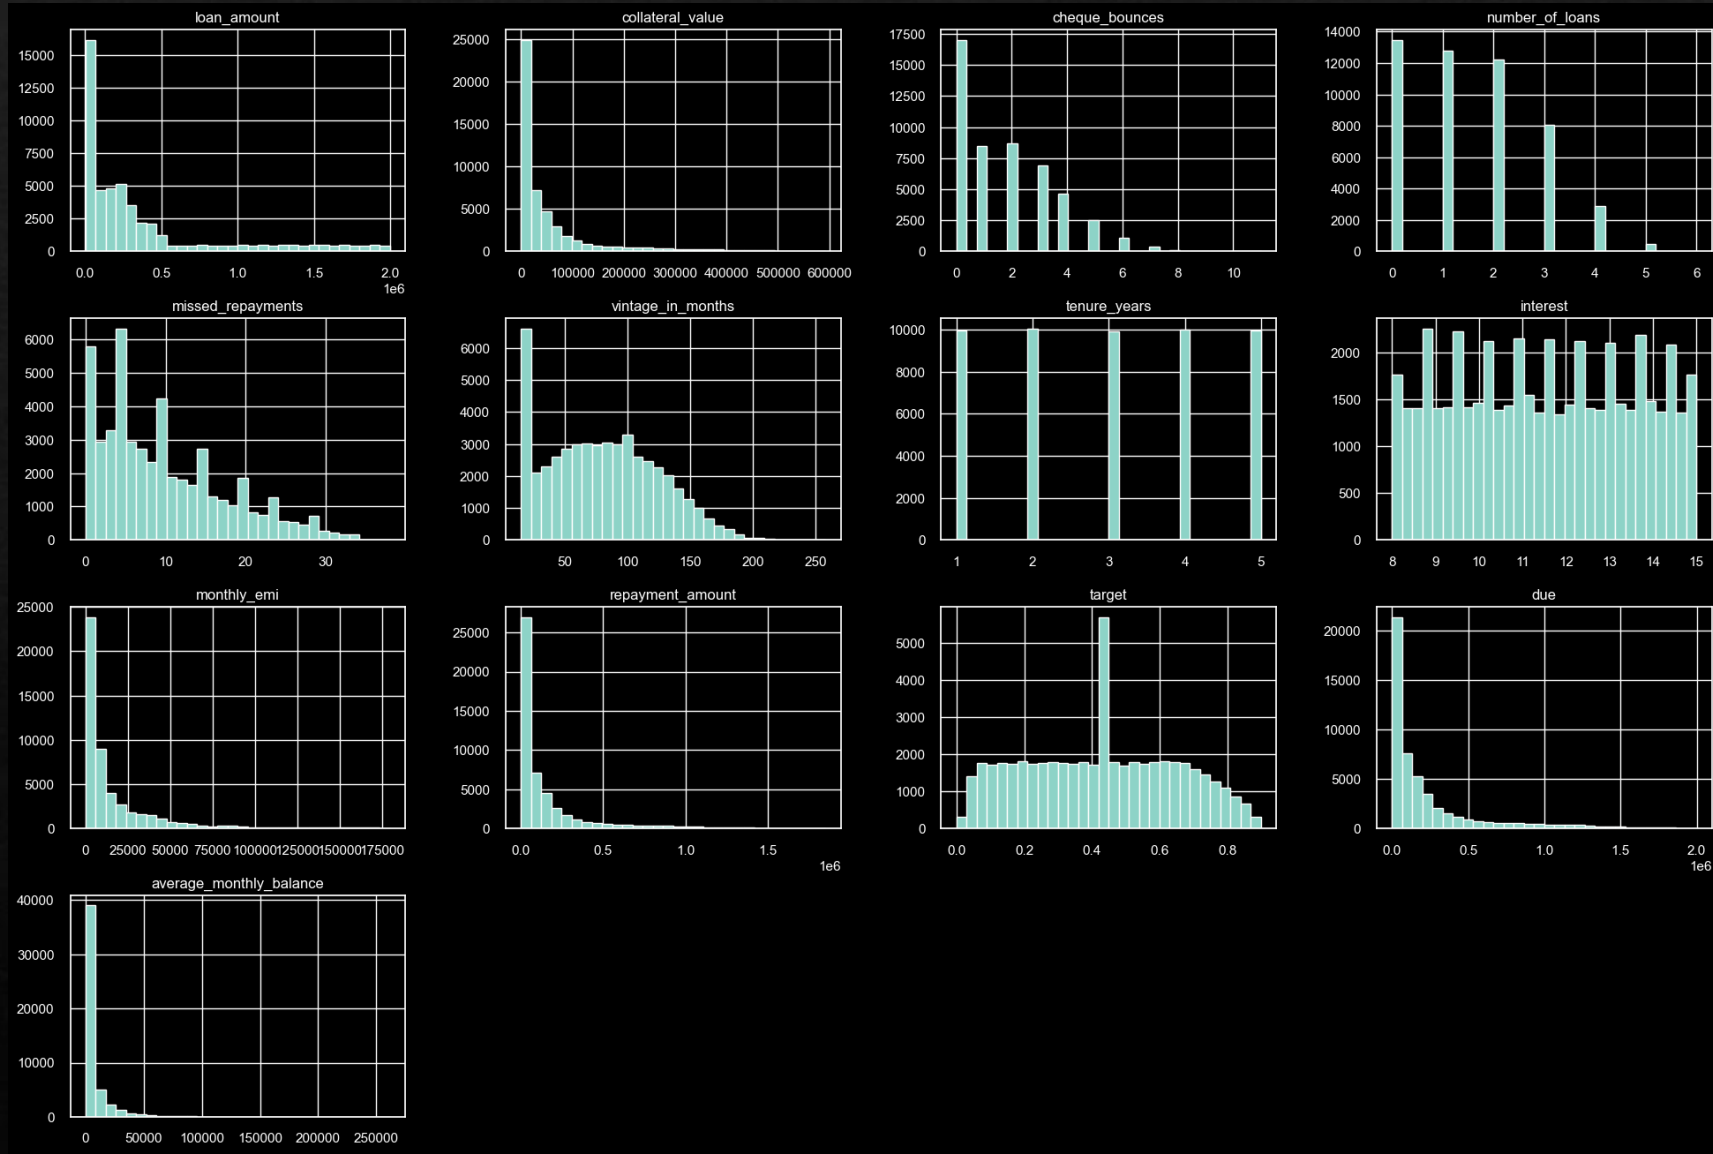 loan_amount
15000
12500
10000
7500
5000
2500
0
0.0 0.5 1.0 1.5 2.0
1e6
collateral_value
25000
20000
15000
10000
5000
0
0 100000 200000 300000 400000 500000 600000
cheque_bounces
17500
15000
12500
10000
7500
5000
2500
0
0 2 4 6 8 10
number_of_loans
14000
12000
10000
8000
6000
4000
2000
0
0 1 2 3 4 5 6
missed_repayments
6000
5000
4000
3000
2000
1000
0
0 10 20 30
vintage_in_months
6000
5000
4000
3000
2000
1000
0
50 100 150 200 250
tenure_years
10000
8000
6000
4000
2000
0
1 2 3 4 5
interest
2000
1500
1000
500
0
8 9 10 11 12 13 14 15
monthly_emi
25000
20000
15000
10000
5000
0
0 25000 50000 75000 100000 125000 150000 175000
repayment_amount
25000
20000
15000
10000
5000
0
0.0 0.5 1.0 1.5
1e6
target
5000
4000
3000
2000
1000
0
0.0 0.2 0.4 0.6 0.8
due
20000
15000
10000
5000
0
0.0 0.5 1.0 1.5 2.0
1e6
average_monthly_balance
40000
30000
20000
10000
0
0 50000 100000 150000 200000 250000